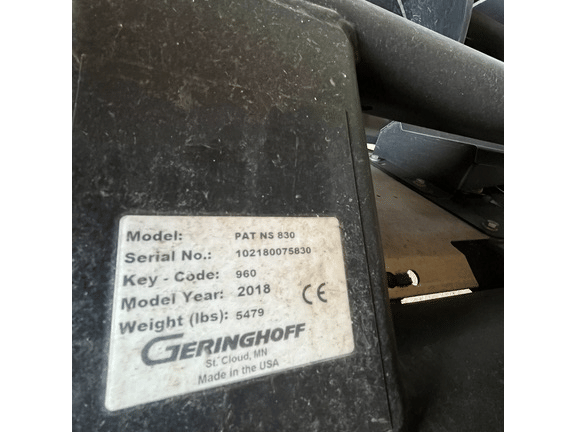 Model: PAT NS 830
Serial No.: 102180075830
Key - Code: 960
Model Year: 2018
Weight (lbs): 5479
CE
GERINGHOFF
St. Cloud, MN
Made in the USA